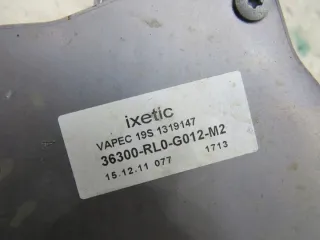 ixetic
VAPEC 19S 1319147
36300-RL0-G012-M2
15.12.11 077 1713